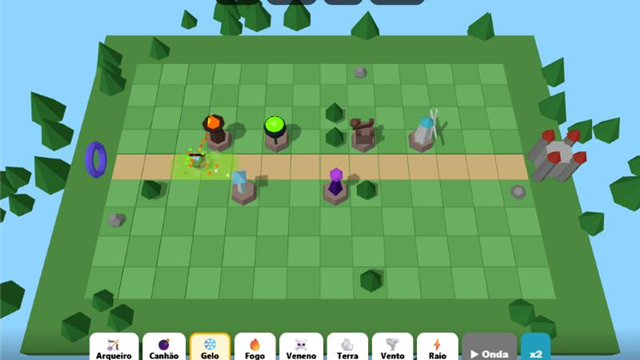 Arqueiro
Canhão
Gelo
Fogo
Veneno
Terra
Vento
Raio
▶ Onda
x2